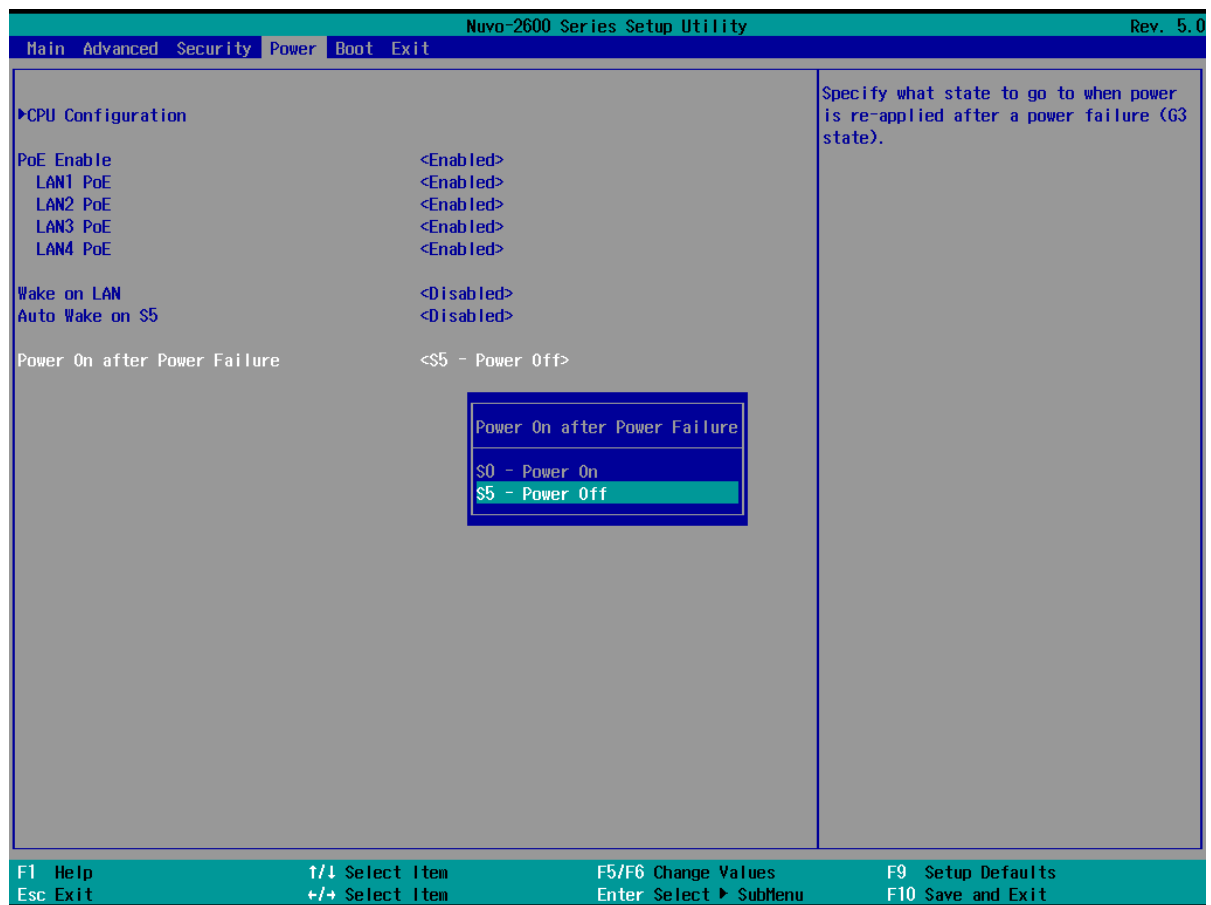 Nuvo-2600 Series Setup Utility Rev. 5.0
Main Advanced Security Power Boot Exit
Specify what state to go to when power
is re-applied after a power failure (G3
state).
▶CPU Configuration
PoE Enable <Enabled>
LAN1 PoE <Enabled>
LAN2 PoE <Enabled>
LAN3 PoE <Enabled>
LAN4 PoE <Enabled>
Wake on LAN <Disabled>
Auto Wake on S5 <Disabled>
Power On after Power Failure <S5 - Power Off>
Power On after Power Failure
S0 - Power On
S5 - Power Off
F1 Help ↑/↓ Select Item F5/F6 Change Values F9 Setup Defaults
Esc Exit ←/→ Select Item Enter Select ▶ SubMenu F10 Save and Exit